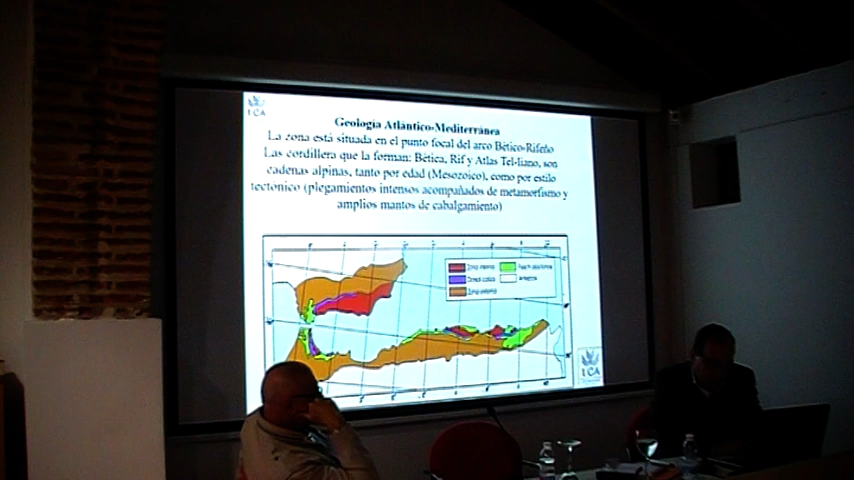 I CA
Geología Atlántico-Mediterránea
La zona está situada en el punto focal del arco Bético-Rifeño
Las cordillera que la forman: Bética, Rif y Atlas Tel-liano, son
cadenas alpinas, tanto por edad (Mesozoico), como por estilo
tectónico (plegamientos intensos acompañados de metamorfismo y
amplios mantos de cabalgamiento)
I CA